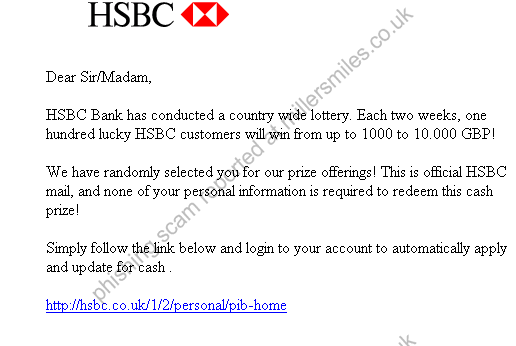 HSBC
Dear Sir/Madam,
HSBC Bank has conducted a country wide lottery. Each two weeks, one
hundred lucky HSBC customers will win from up to 1000 to 10.000 GBP!
We have randomly selected you for our prize offerings! This is official HSBC
mail, and none of your personal information is required to redeem this cash
prize!
Simply follow the link below and login to your account to automatically apply
and update for cash .
http://hsbc.co.uk/1/2/personal/pib-home
phishing scam reported at millersmiles.co.uk
uk